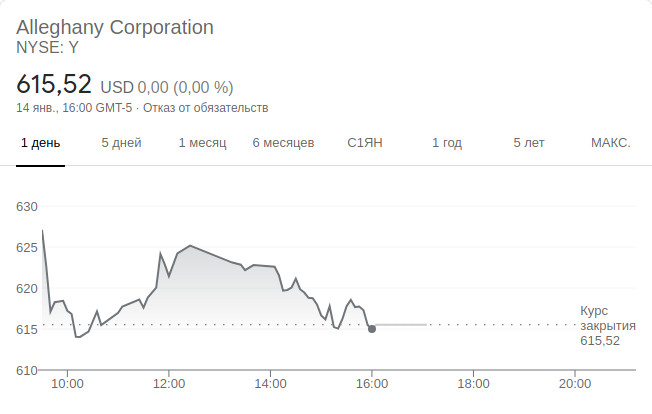 Alleghany Corporation
NYSE: Y
615,52 USD 0,00 (0,00 %)
14 янв., 16:00 GMT-5 · Отказ от обязательств
1 день 5 дней 1 месяц 6 месяцев С1ЯН 1 год 5 лет МАКС.
630
625
620
615
610
Курс
закрытия
615,52
10:00 12:00 14:00 16:00 18:00 20:00